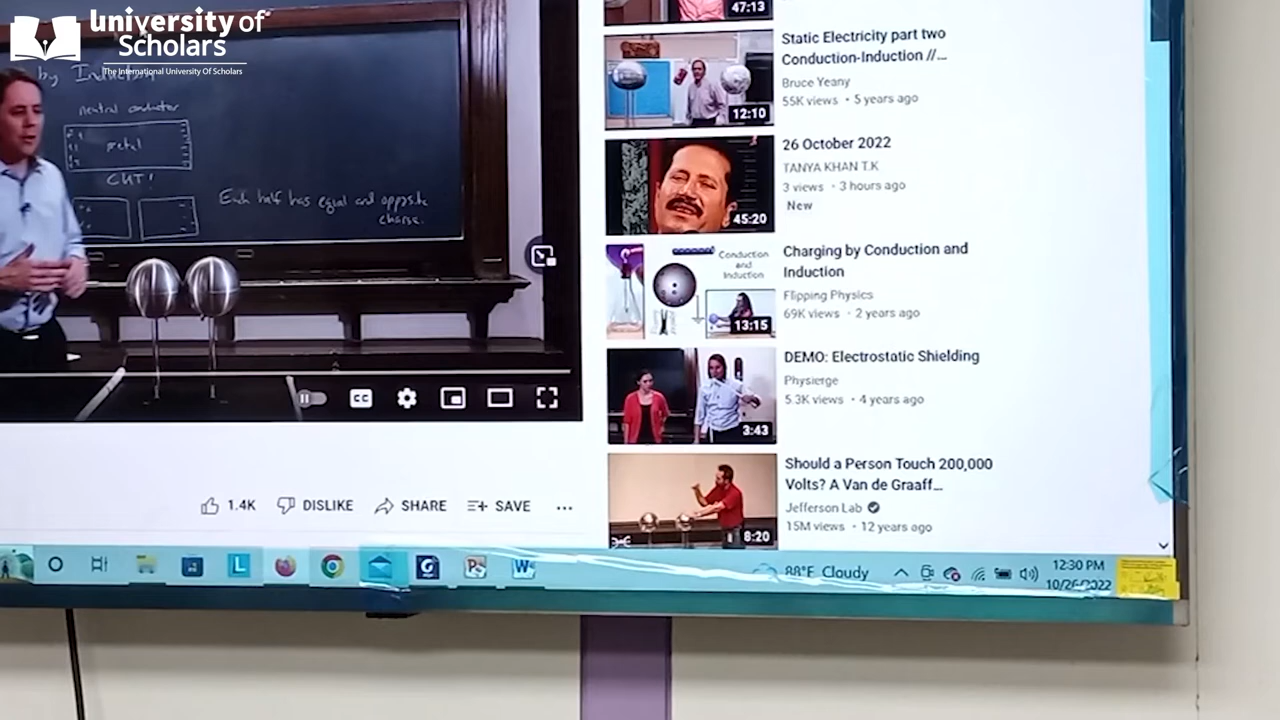 university of
Scholars
The International University Of Scholars
by
neutral conductor
metal
CUT!
Each half has equal and opposite
charge.
1.4K
DISLIKE
SHARE
SAVE
47:13
Static Electricity part two
Conduction-Induction //...
Bruce Yeany
55K views • 5 years ago
12:10
26 October 2022
TANYA KHAN T.K
3 views • 3 hours ago
New
45:20
Charging by Conduction and
Induction
Flipping Physics
69K views • 2 years ago
Conduction
and
Induction
13:15
DEMO: Electrostatic Shielding
Physierge
5.3K views • 4 years ago
3:43
Should a Person Touch 200,000
Volts? A Van de Graaff...
Jefferson Lab
15M views • 12 years ago
8:20
CC
L
G
W
88°F Cloudy
12:30 PM
10/26/2022